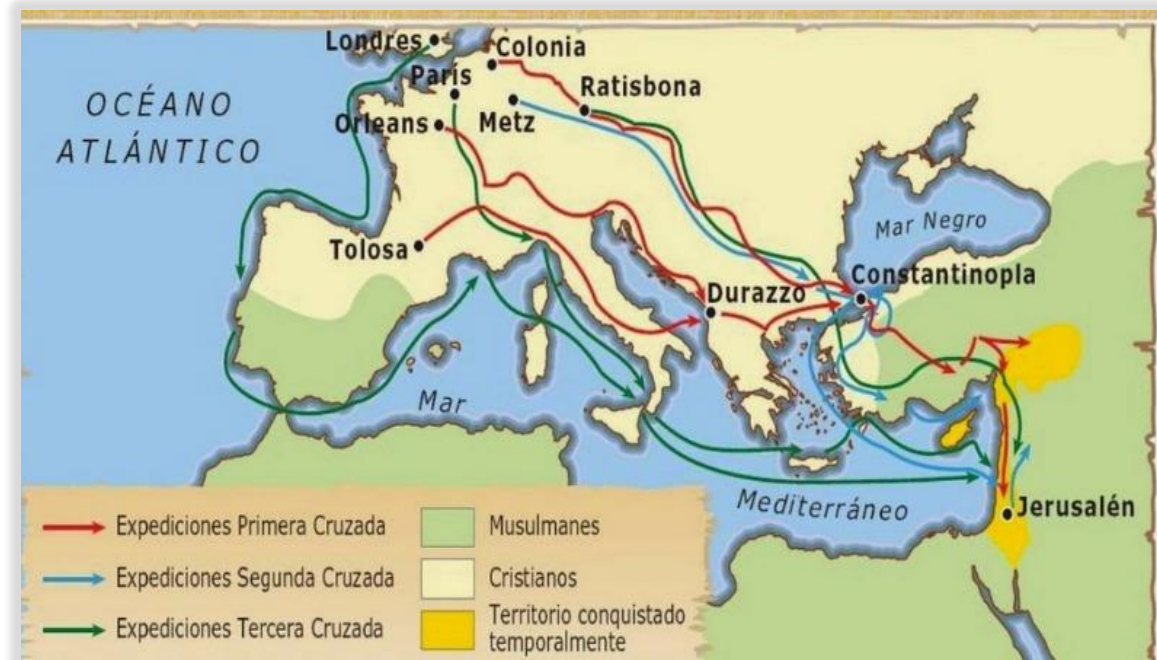 Londres
Colonia
París
Ratisbona
OCÉANO
ATLÁNTICO
Orleans
Metz
Mar Negro
Tolosa
Constantinopla
Durazzo
Mar
Mediterráneo
Jerusalén
Expediciones Primera Cruzada
Musulmanes
Expediciones Segunda Cruzada
Cristianos
Expediciones Tercera Cruzada
Territorio conquistado
temporalmente